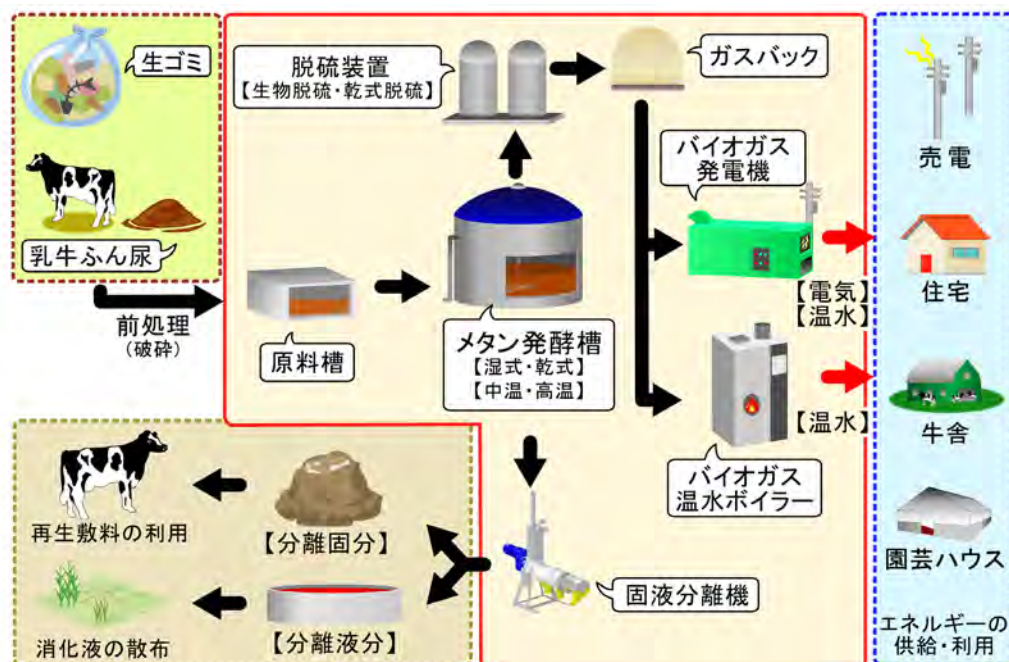 生ゴミ
乳牛ふん尿
前処理
（破砕）
原料槽
脱硫装置
【生物脱硫・乾式脱硫】
ガスバック
メタン発酵槽
【湿式・乾式】
【中温・高温】
バイオガス
発電機
【電気】
【温水】
バイオガス
温水ボイラー
【温水】
固液分離機
【分離固分】
再生敷料の利用
【分離液分】
消化液の散布
売電
住宅
牛舎
園芸ハウス
エネルギーの
供給・利用